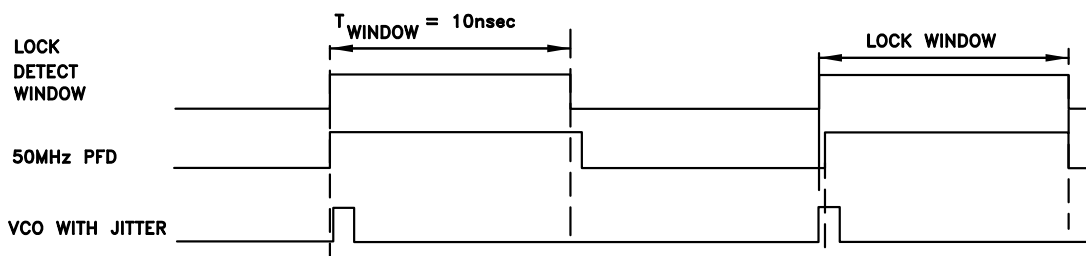 T WINDOW = 10nsec
LOCK WINDOW
LOCK
DETECT
WINDOW
50MHz PFD
VCO WITH JITTER